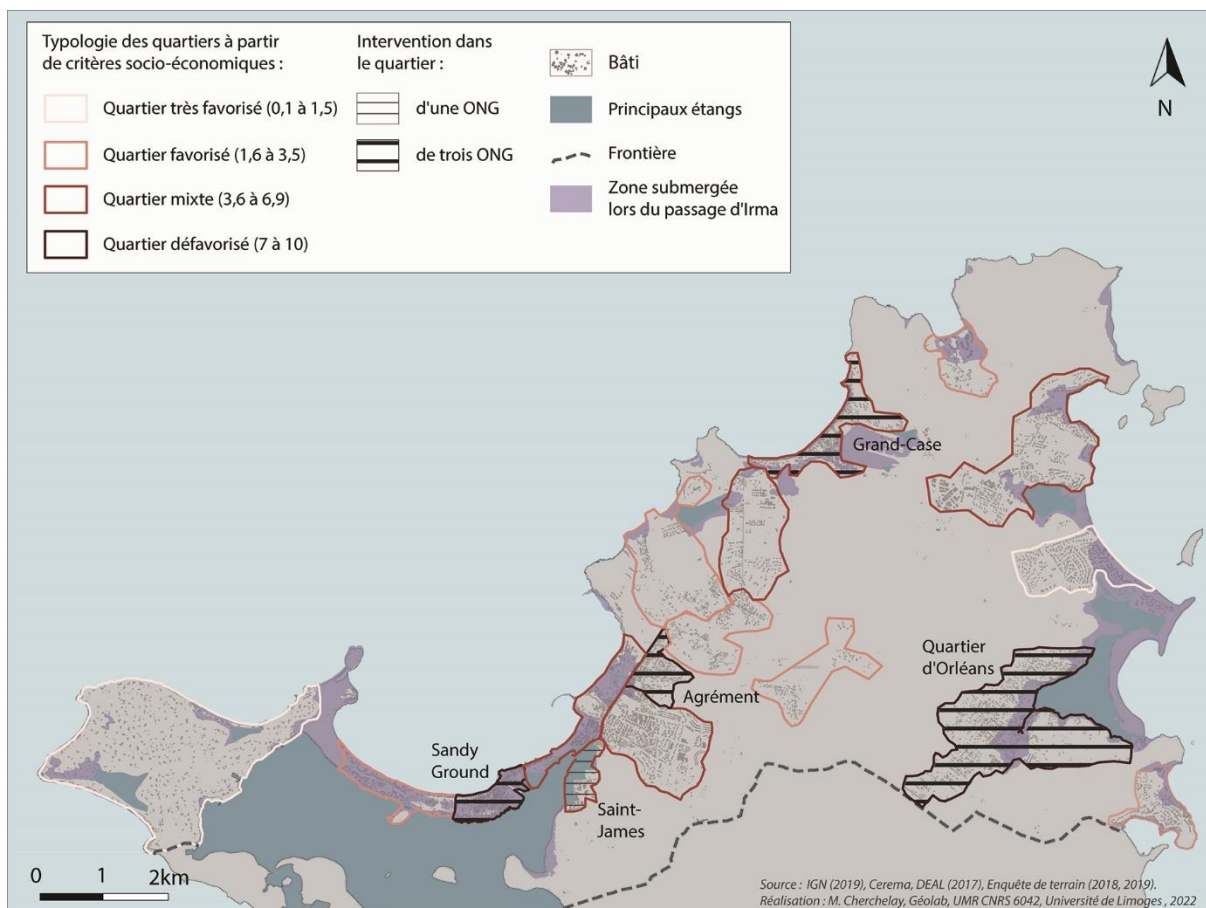 Typologie des quartiers à partir
de critères socio-économiques :
Quartier très favorisé (0,1 à 1,5)
Quartier favorisé (1,6 à 3,5)
Quartier mixte (3,6 à 6,9)
Quartier défavorisé (7 à 10)
Intervention dans
le quartier :
d'une ONG
de trois ONG
Bâti
Principaux étangs
Frontière
Zone submergée
lors du passage d'Irma
N
Grand-Case
Quartier
d'Orléans
Agrément
Sandy
Ground
Saint-
James
0 1 2km
Source : IGN (2019), Cerema, DEAL (2017), Enquête de terrain (2018, 2019).
Réalisation : M. Cherchelay, Géolab, UMR CNRS 6042, Université de Limoges , 2022